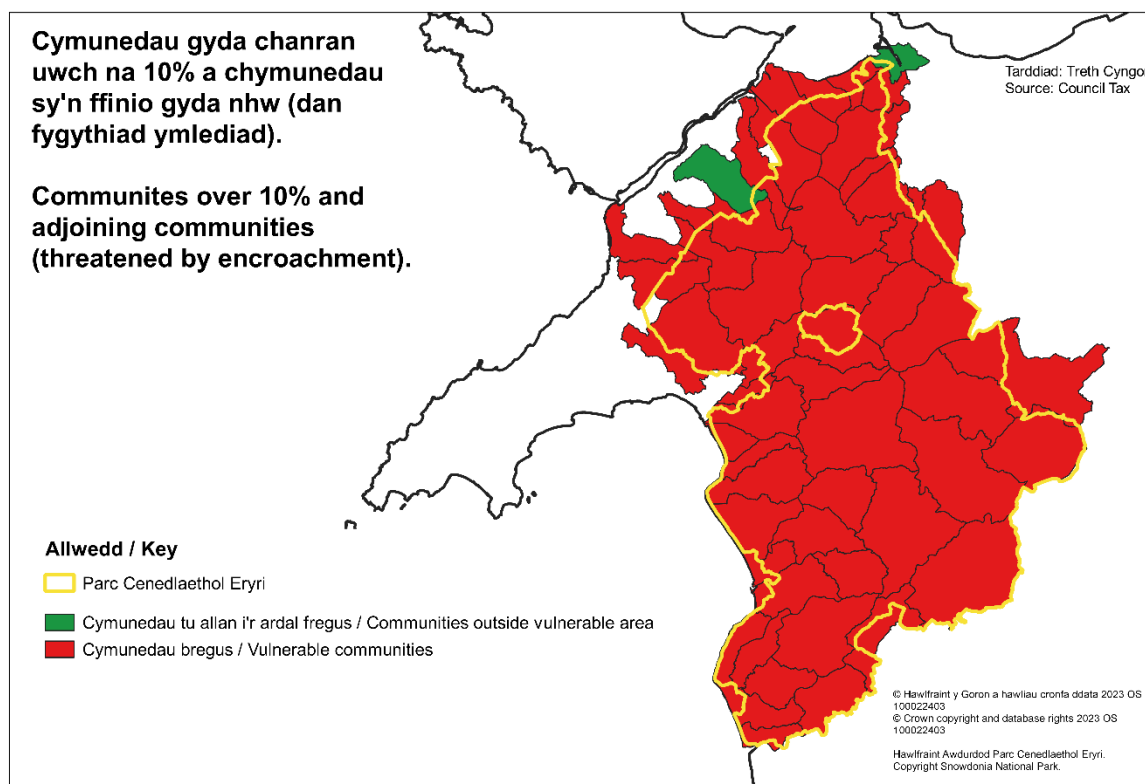 Cymunedau gyda chanran
uwch na 10% a chymunedau
sy'n ffinio gyda nhw (dan
fygythiad ymlediad).
Communites over 10% and
adjoining communities
(threatened by encroachment).
Tarddiad: Treth Cyngo
Source: Council Tax
Allwedd / Key
Parc Cenedlaethol Eryri
Cymunedau tu allan i'r ardal fregus / Communities outside vulnerable area
Cymunedau bregus / Vulnerable communities
© Hawlfraint y Goron a hawliau cronfa ddata 2023 OS
100022403
© Crown copyright and database rights 2023 OS
100022403
Hawlfraint Awdurdod Parc Cenedlaethol Eryri.
Copyright Snowdonia National Park.